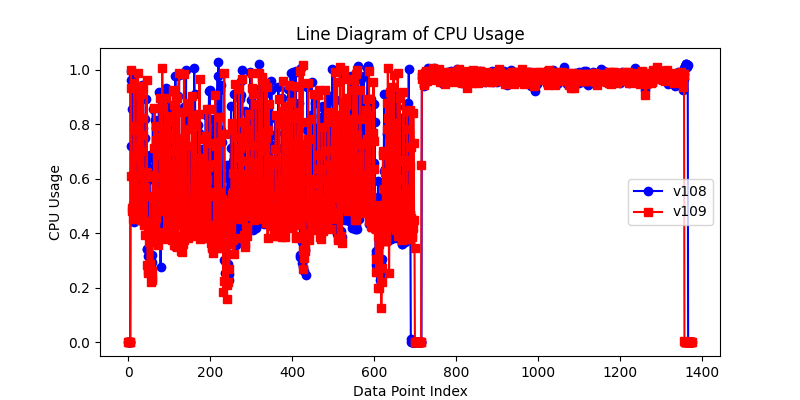 Line Diagram of CPU Usage
CPU Usage
1.0
0.8
0.6
0.4
0.2
0.0
v108
v109
0 200 400 600 800 1000 1200 1400
Data Point Index